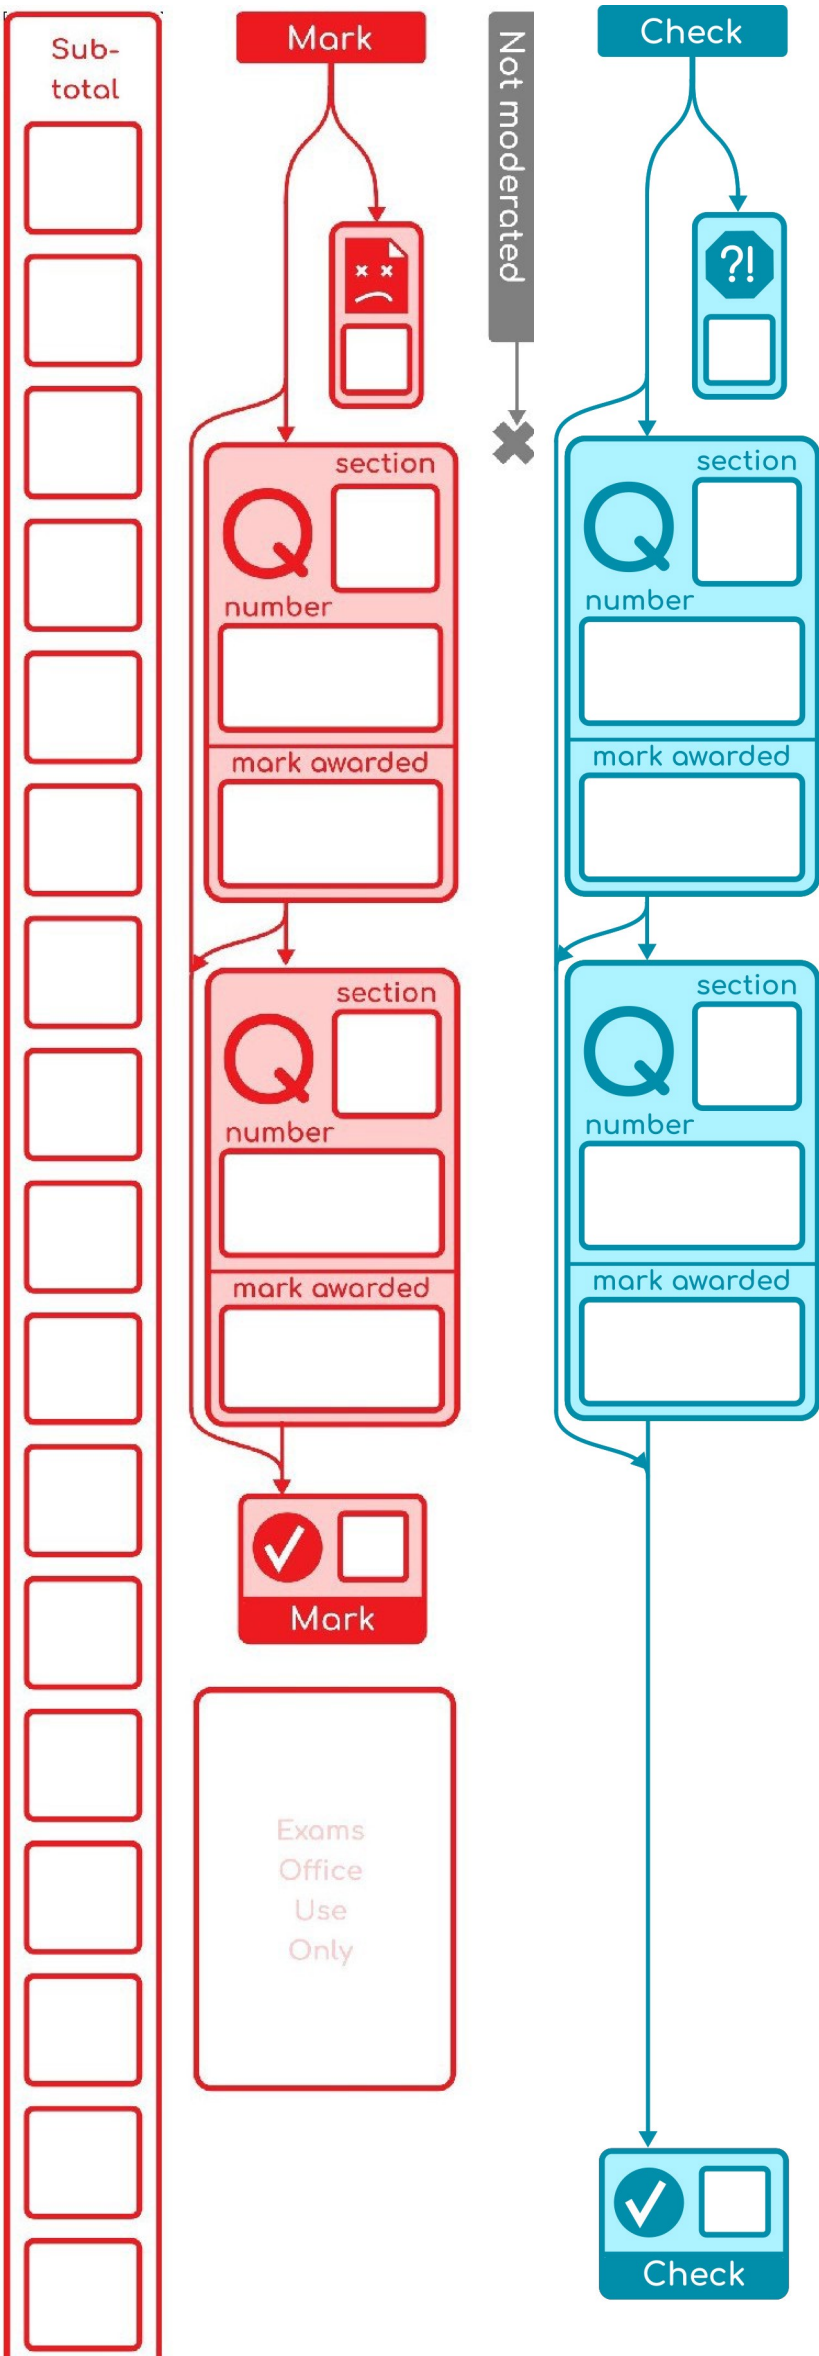 Sub-
total
Mark
section
Q
number
mark awarded
section
Q
number
mark awarded
Mark
Exams
Office
Use
Only
Not moderated
Check
?!
section
Q
number
mark awarded
section
Q
number
mark awarded
Check